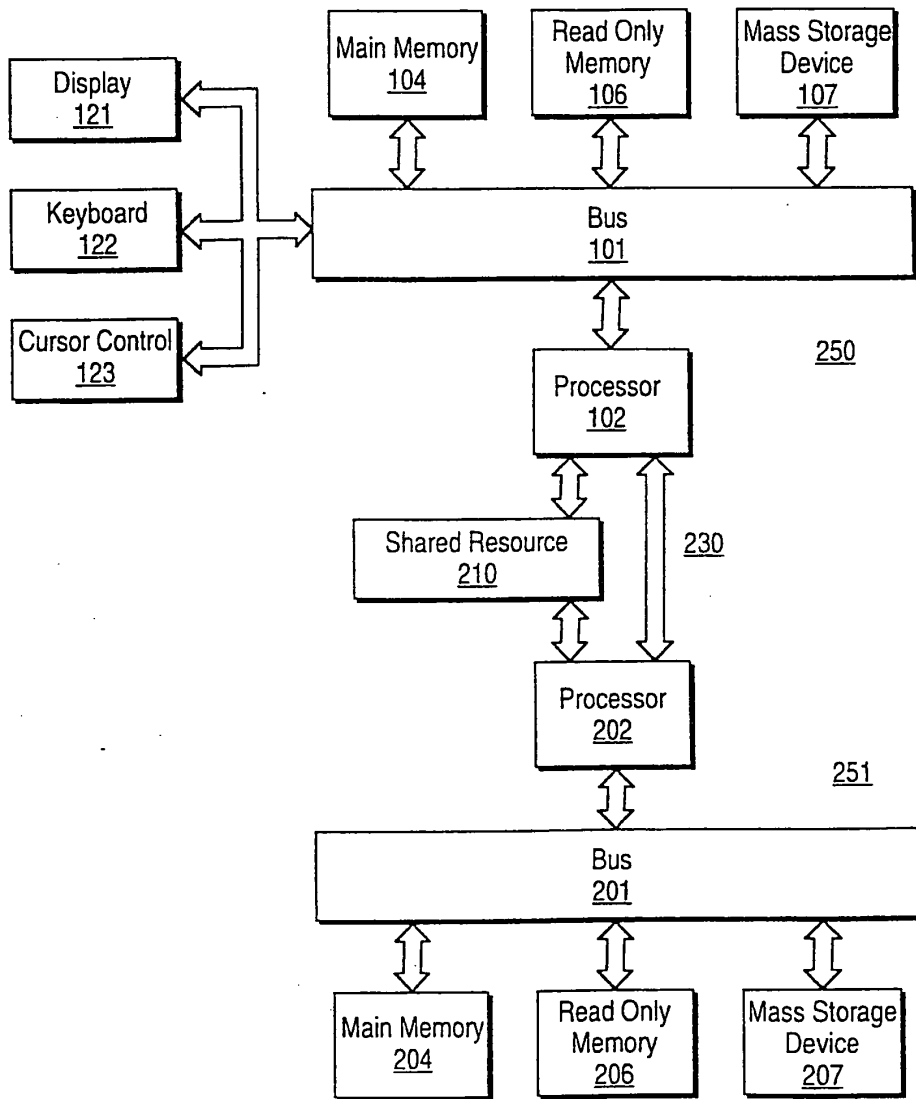 Main Memory
104
Read Only
Memory
106
Mass Storage
Device
107
Display
121
Keyboard
122
Cursor Control
123
Bus
101
250
Processor
102
Shared Resource
210
230
Processor
202
251
Bus
201
Main Memory
204
Read Only
Memory
206
Mass Storage
Device
207